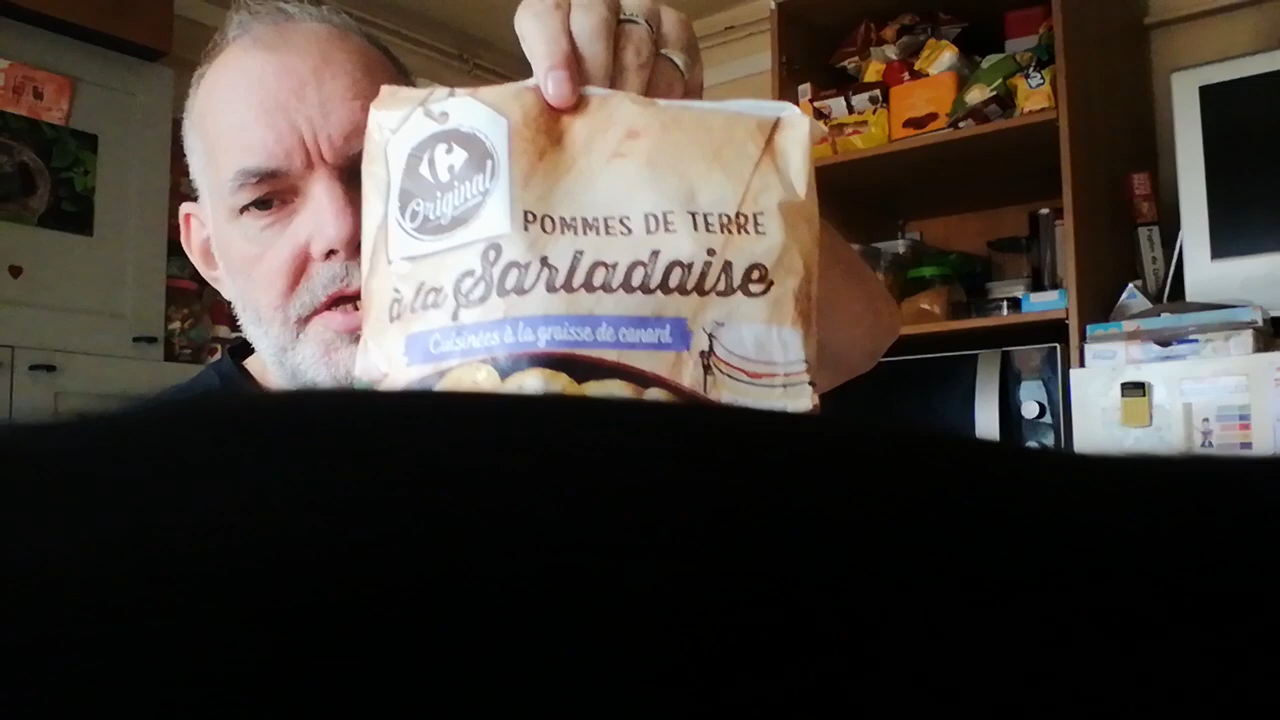 Original
POMMES DE TERRE
à la Sarladaise
Cuisinées à la graisse de canard